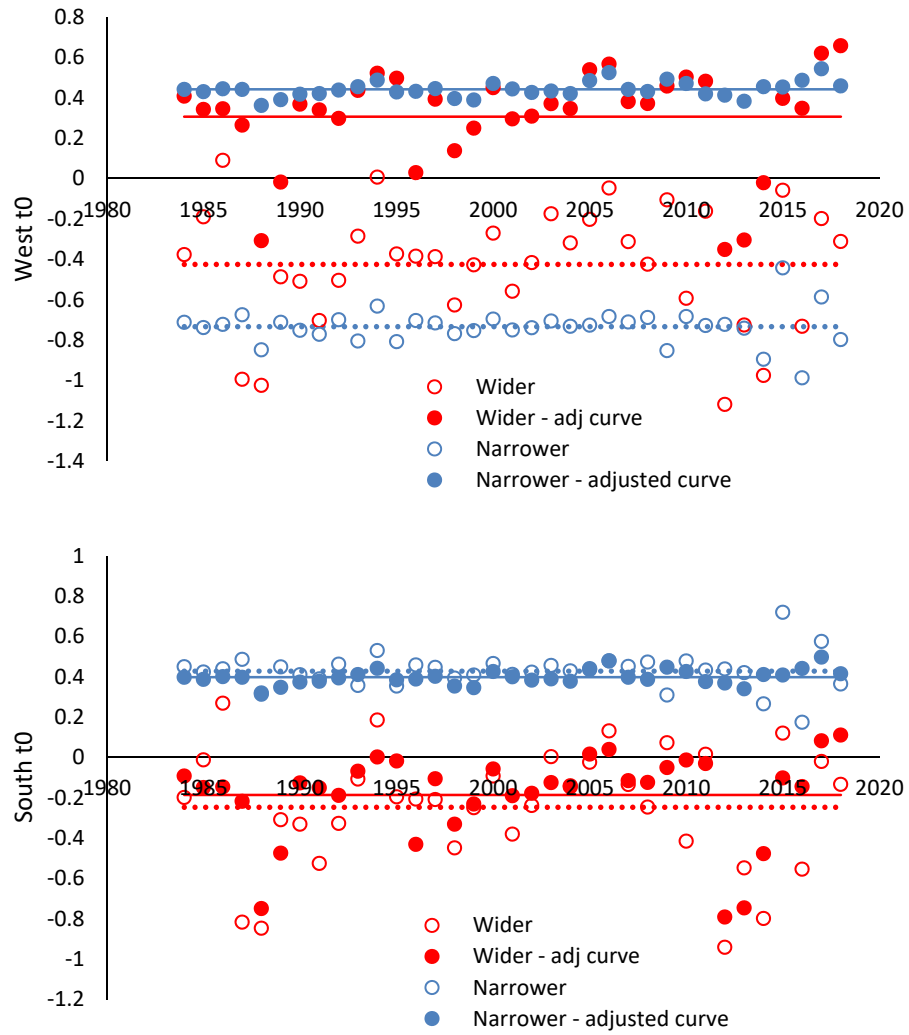 0.8
0.6
0.4
0.2
0
-0.2
-0.4
-0.6
-0.8
-1
-1.2
-1.4
West t0
1980 1985 1990 1995 2000 2005 2010 2015 2020
Wider
Wider - adj curve
Narrower
Narrower - adjusted curve
1
0.8
0.6
0.4
0.2
0
-0.2
-0.4
-0.6
-0.8
-1
-1.2
South t0
1980 1985 1990 1995 2000 2005 2010 2015 2020
Wider
Wider - adj curve
Narrower
Narrower - adjusted curve